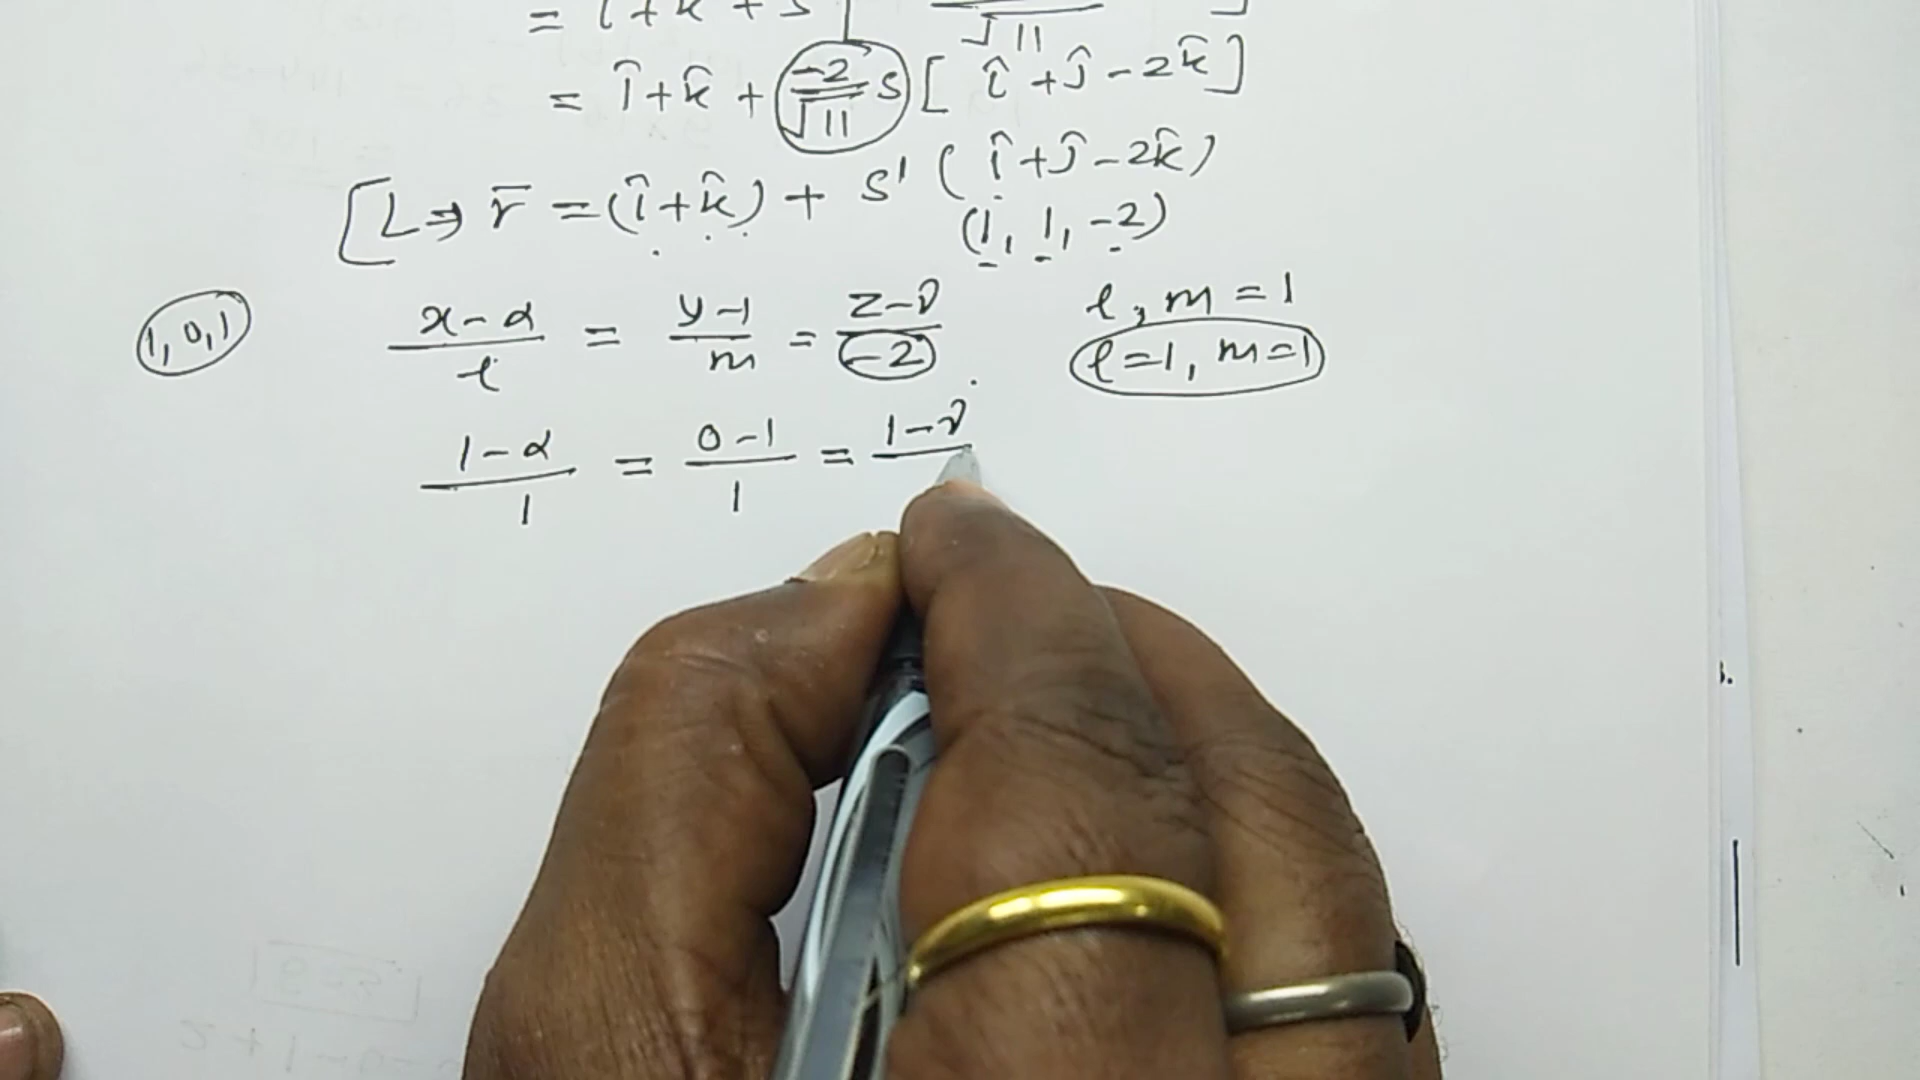 = î+k̂ + s [ ─/√11 ]
= î+k̂ + (-2/√11) s [ î+ĵ-2k̂ ]
[ L ⇒ r̄ = (î+k̂) + s' ( î+ĵ-2k̂ )
(1, 1, -2)
1, 0, 1
(x-α)/l = (y-1)/m = (z-γ)/-2
l, m = 1
l=1, m=1
(1-α)/1 = (0-1)/1 = 1-γ